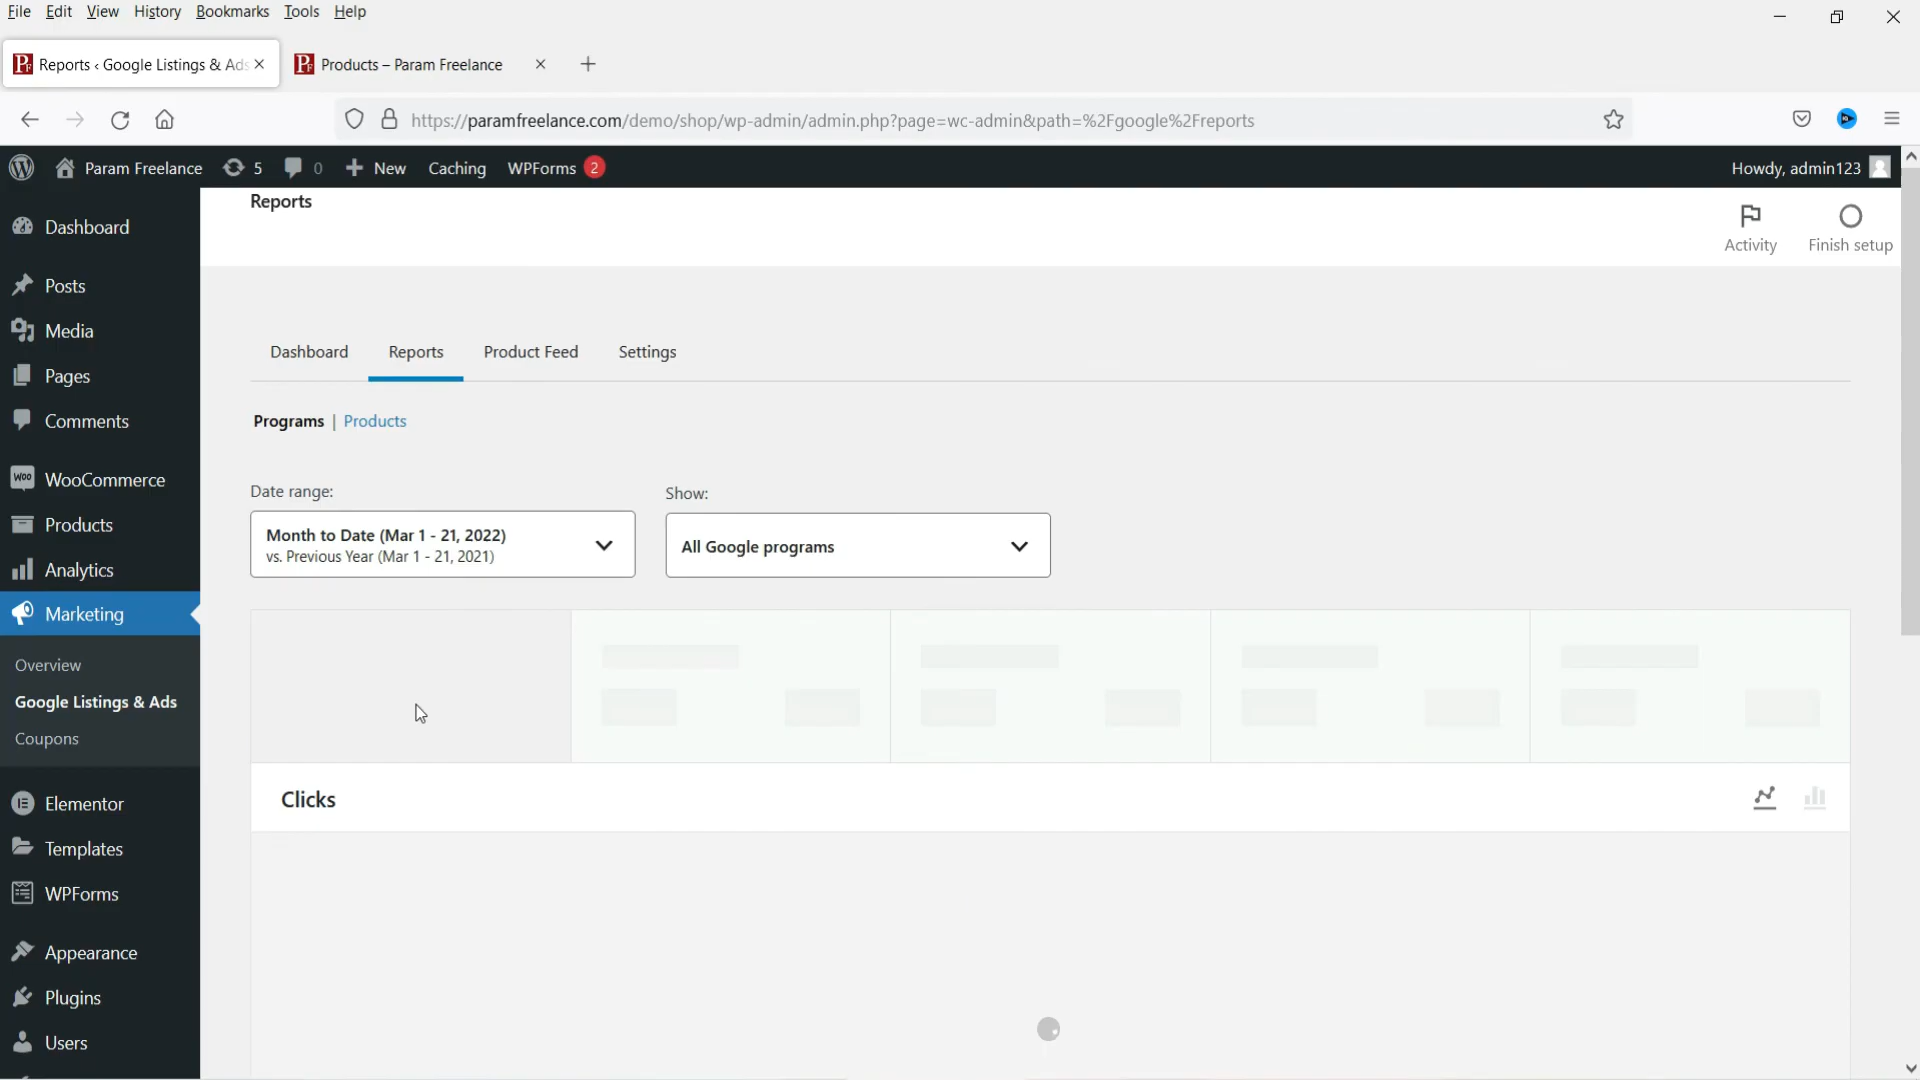 File Edit View History Bookmarks Tools Help
Reports ‹ Google Listings & Ads
Products – Param Freelance
https://paramfreelance.com/demo/shop/wp-admin/admin.php?page=wc-admin&path=%2Fgoogle%2Freports
Param Freelance 5 0 New Caching WPForms 2 Howdy, admin123
Reports
Activity
Finish setup
Dashboard
Posts
Media
Pages
Comments
WooCommerce
Products
Analytics
Marketing
Overview
Google Listings & Ads
Coupons
Elementor
Templates
WPForms
Appearance
Plugins
Users
Dashboard Reports Product Feed Settings
Programs | Products
Date range:
Month to Date (Mar 1 - 21, 2022)
vs. Previous Year (Mar 1 - 21, 2021)
Show:
All Google programs
Clicks